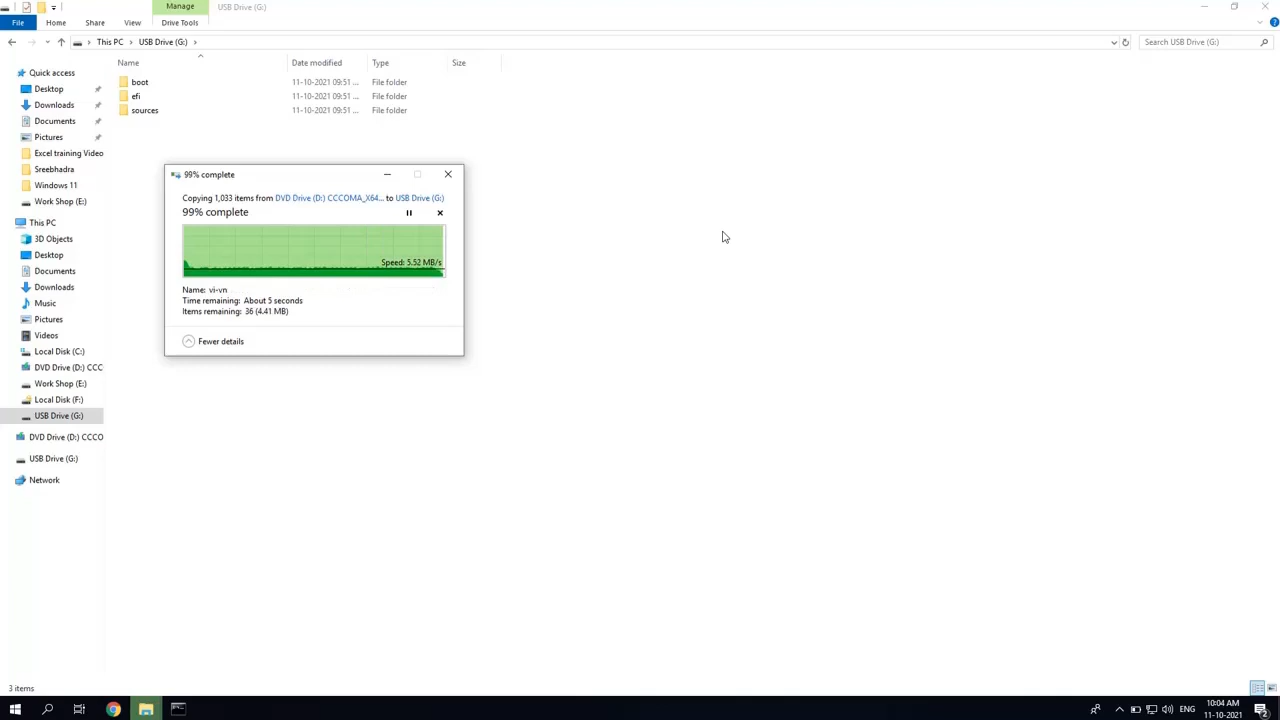 Manage
USB Drive (G:)
File
Home
Share
View
Drive Tools
This PC
USB Drive (G:)
Search USB Drive (G:)
Name
Date modified
Type
Size
boot
11-10-2021 09:51 ...
File folder
efi
11-10-2021 09:51 ...
File folder
sources
11-10-2021 09:51 ...
File folder
Quick access
Desktop
Downloads
Documents
Pictures
Excel training Video
Sreebhadra
Windows 11
Work Shop (E:)
This PC
3D Objects
Desktop
Documents
Downloads
Music
Pictures
Videos
Local Disk (C:)
DVD Drive (D:) CCC
Work Shop (E:)
Local Disk (F:)
USB Drive (G:)
DVD Drive (D:) CCCO
USB Drive (G:)
Network
99% complete
Copying 1,033 items from DVD Drive (D:) CCCOMA_X64... to USB Drive (G:)
99% complete
Speed: 5.52 MB/s
Name: vi-vn
Time remaining: About 5 seconds
Items remaining: 36 (4.41 MB)
Fewer details
3 items
ENG
10:04 AM
11-10-2021
2